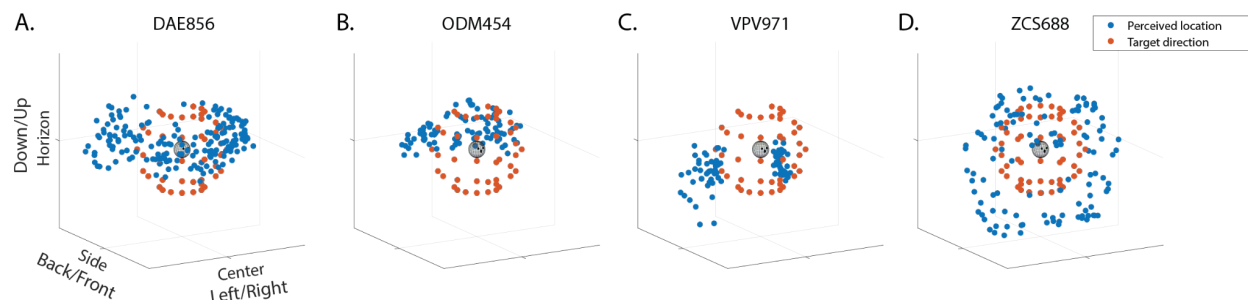 A.
DAE856
B.
ODM454
C.
VPV971
D.
ZCS688
Perceived location
Target direction
Down/Up
Horizon
Side
Back/Front
Center
Left/Right